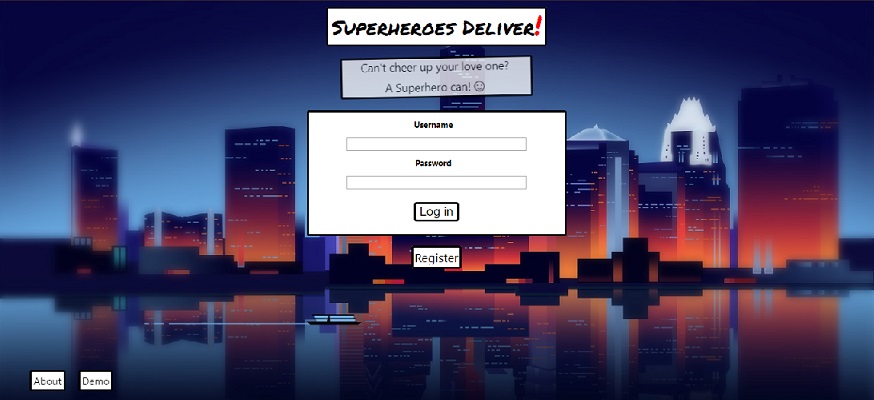 Superheroes Deliver!
Can't cheer up your love one?
A Superhero can! ☺
Username
Password
Log in
Register
About
Demo